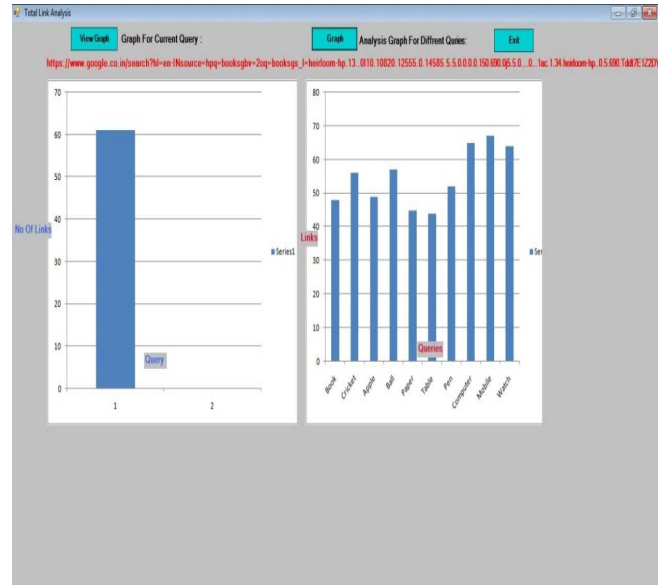 Total Link Analysis
View Graph Graph For Current Query : Graph Analysis Graph For Diffrent Quries: Exit
70
60
50
40
30
20
10
0
No Of Links
Query
Series1
1 2
80
70
60
50
40
30
20
10
0
Links
Queries
Ser
Book Cricket Apple Ball Paper Table Pen Computer Mobile Watch